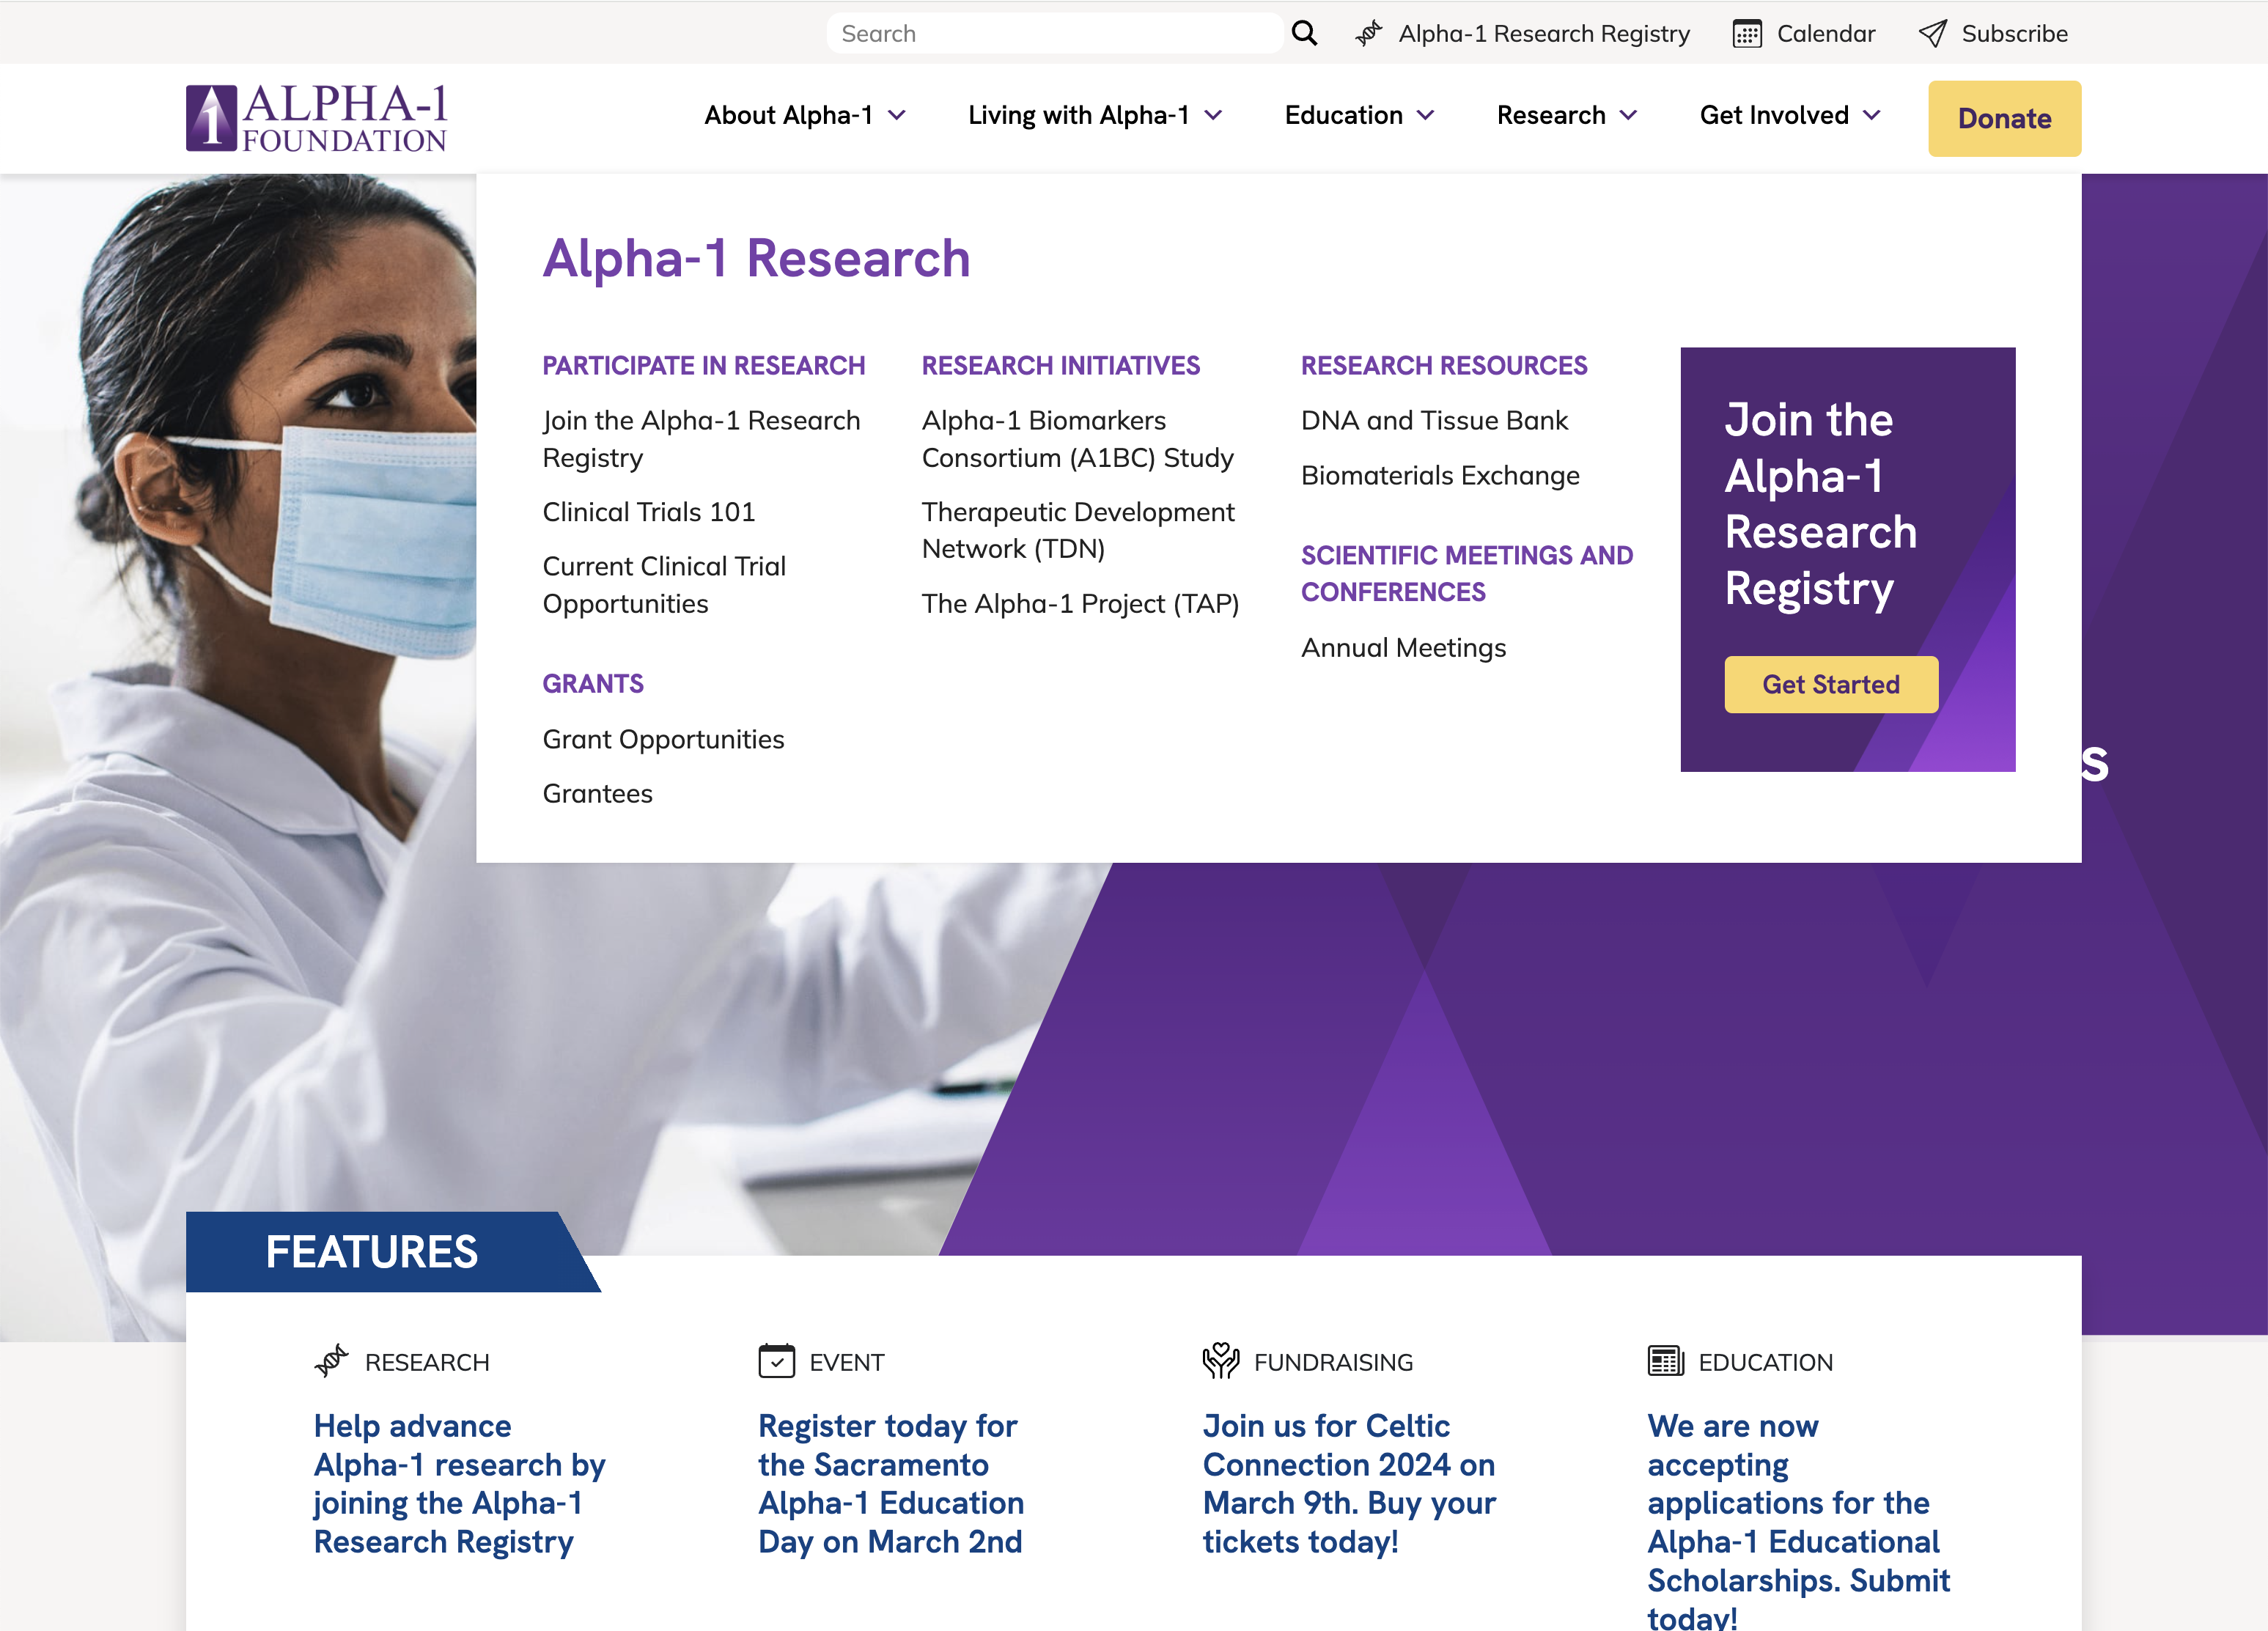 Search
Alpha-1 Research Registry
Calendar
Subscribe
1 ALPHA-1
FOUNDATION
About Alpha-1
Living with Alpha-1
Education
Research
Get Involved
Donate
Alpha-1 Research
PARTICIPATE IN RESEARCH
Join the Alpha-1 Research
Registry
Clinical Trials 101
Current Clinical Trial
Opportunities
GRANTS
Grant Opportunities
Grantees
RESEARCH INITIATIVES
Alpha-1 Biomarkers
Consortium (A1BC) Study
Therapeutic Development
Network (TDN)
The Alpha-1 Project (TAP)
RESEARCH RESOURCES
DNA and Tissue Bank
Biomaterials Exchange
SCIENTIFIC MEETINGS AND
CONFERENCES
Annual Meetings
Join the
Alpha-1
Research
Registry
Get Started
s
FEATURES
RESEARCH
Help advance
Alpha-1 research by
joining the Alpha-1
Research Registry
EVENT
Register today for
the Sacramento
Alpha-1 Education
Day on March 2nd
FUNDRAISING
Join us for Celtic
Connection 2024 on
March 9th. Buy your
tickets today!
EDUCATION
We are now
accepting
applications for the
Alpha-1 Educational
Scholarships. Submit
today!